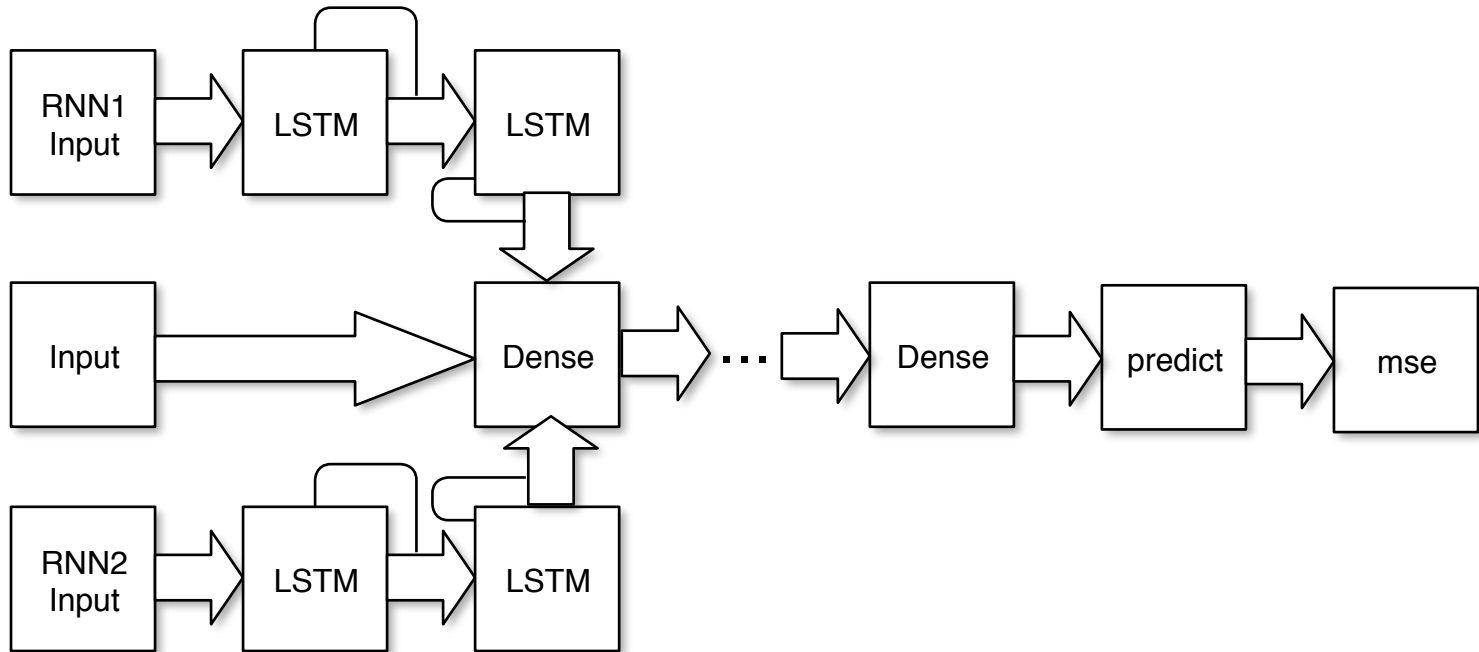 RNN1
Input
LSTM
LSTM
Input
Dense
...
Dense
predict
mse
RNN2
Input
LSTM
LSTM